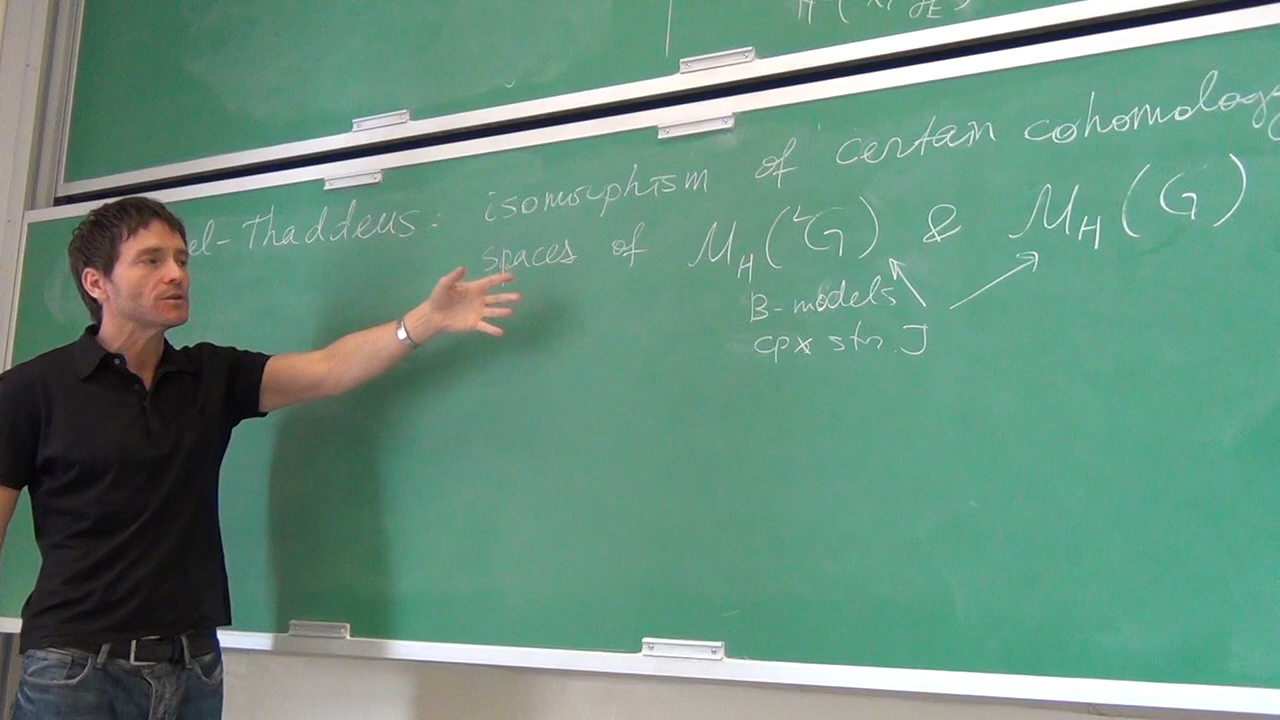 el-Thaddeus: isomorphism of certain cohomology
spaces of M_H(ᴸG) & M_H(G)
B-models
cpx str. J